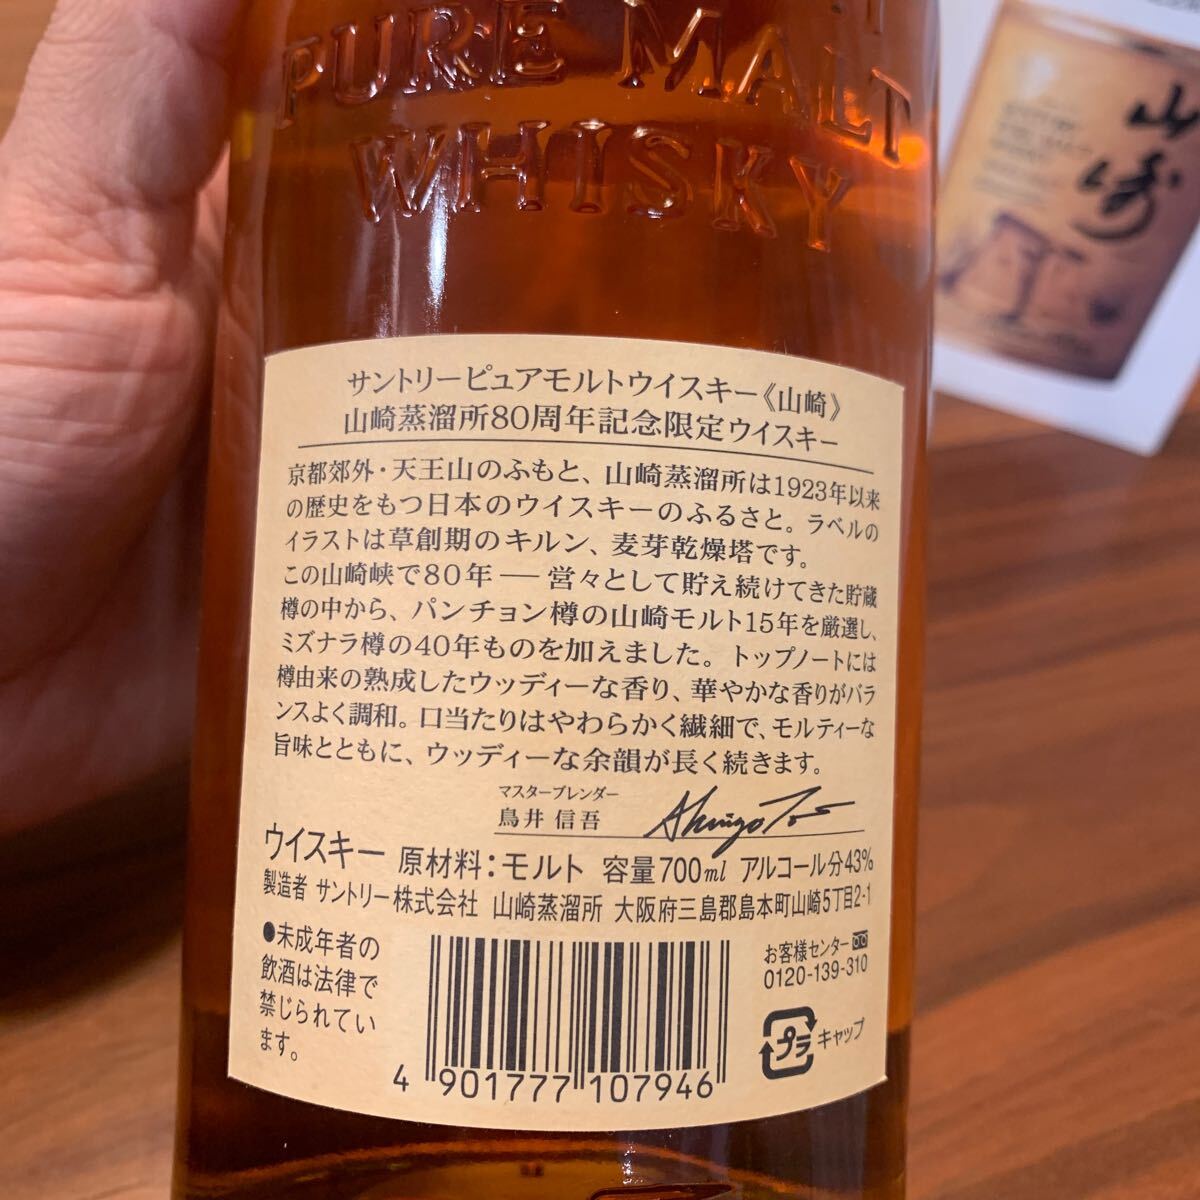 PURE MALT
WHISKY
山崎
サントリーピュアモルトウイスキー《山崎》
山崎蒸溜所80周年記念限定ウイスキー
京都郊外・天王山のふもと、山崎蒸溜所は1923年以来
の歴史をもつ日本のウイスキーのふるさと。ラベルの
イラストは草創期のキルン、麦芽乾燥塔です。
この山崎峡で80年 ― 営々として貯え続けてきた貯蔵
樽の中から、パンチョン樽の山崎モルト15年を厳選し、
ミズナラ樽の40年ものを加えました。トップノートには
樽由来の熟成したウッディーな香り、華やかな香りがバラ
ンスよく調和。口当たりはやわらかく繊細で、モルティーな
旨味とともに、ウッディーな余韻が長く続きます。
マスターブレンダー
鳥井 信吾
ウイスキー 原材料：モルト 容量700ml アルコール分43%
製造者 サントリー株式会社 山崎蒸溜所 大阪府三島郡島本町山崎5丁目2-1
●未成年者の
飲酒は法律で
禁じられてい
ます。
お客様センター
0120-139-310
プラ キャップ
4 901777 107946